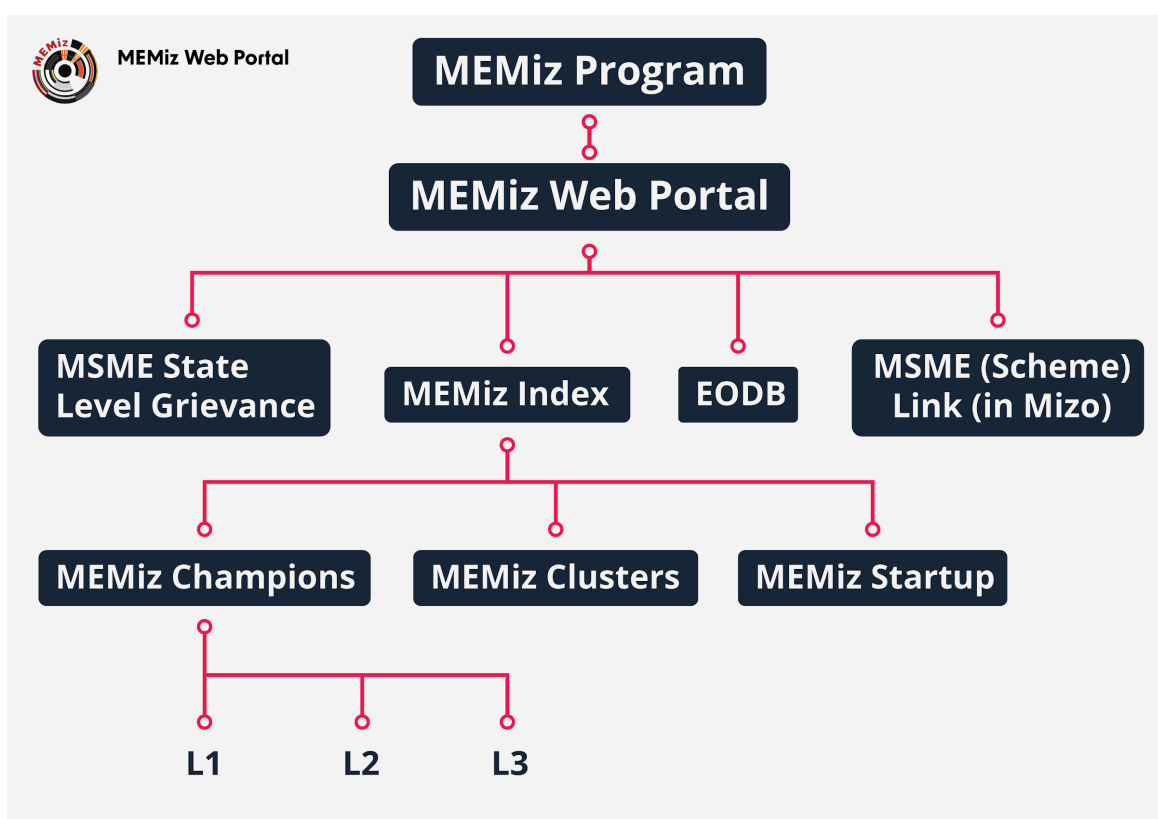 MEMiz
MEMiz Web Portal
MEMiz Program
MEMiz Web Portal
MSME State
Level Grievance
MEMiz Index
EODB
MSME (Scheme)
Link (in Mizo)
MEMiz Champions
MEMiz Clusters
MEMiz Startup
L1
L2
L3